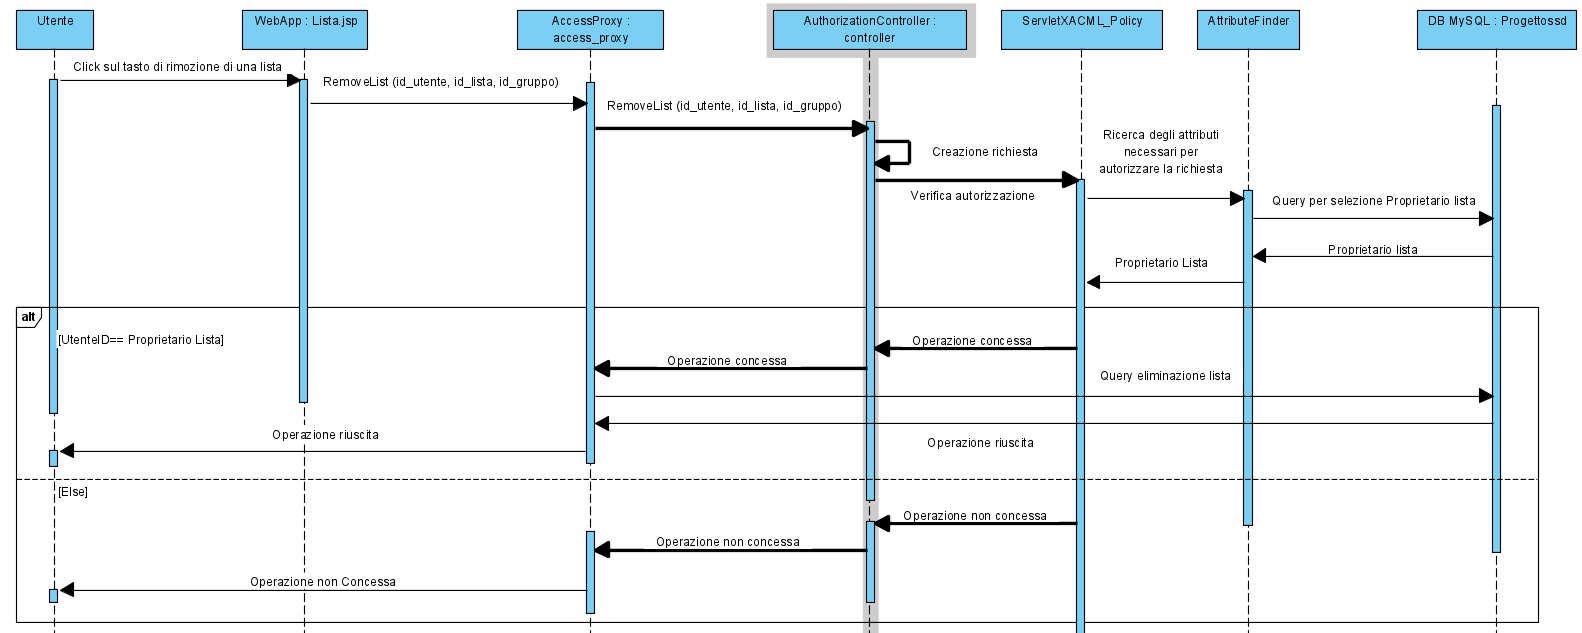 Utente
WebApp : Lista.jsp
AccessProxy :
access_proxy
AuthorizationController :
controller
ServletXACML_Policy
AttributeFinder
DB MySQL : Progettossd
Click sul tasto di rimozione di una lista
RemoveList (id_utente, id_lista, id_gruppo)
RemoveList (id_utente, id_lista, id_gruppo)
Creazione richiesta
Ricerca degli attributi
necessari per
autorizzare la richiesta
Verifica autorizzazione
Query per selezione Proprietario lista
Proprietario lista
Proprietario Lista
alt
[UtenteID== Proprietario Lista]
Operazione concessa
Operazione concessa
Query eliminazione lista
Operazione riuscita
Operazione riuscita
[Else]
Operazione non concessa
Operazione non concessa
Operazione non Concessa